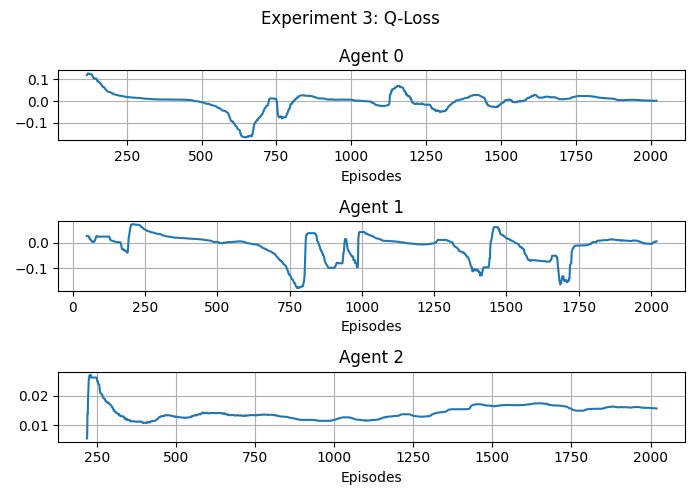 Experiment 3: Q-Loss
Agent 0
0.1
0.0
−0.1
250 500 750 1000 1250 1500 1750 2000
Episodes
Agent 1
0.0
−0.1
0 250 500 750 1000 1250 1500 1750 2000
Episodes
Agent 2
0.02
0.01
250 500 750 1000 1250 1500 1750 2000
Episodes